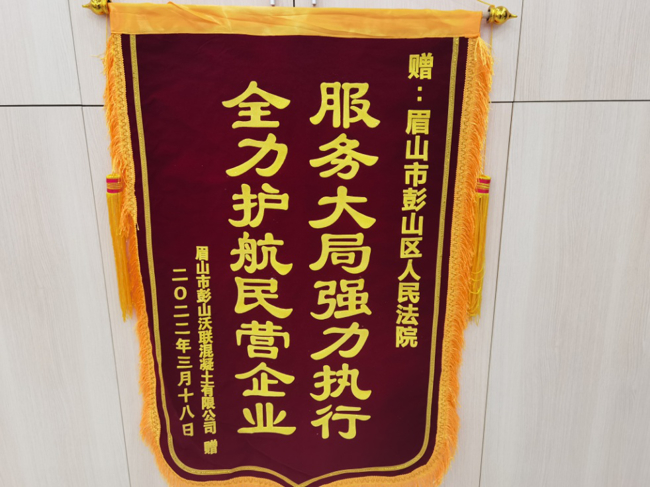 赠：眉山市彭山区人民法院
服务大局强力执行
全力护航民营企业
眉山市彭山沃联混凝土有限公司 赠
二〇二二年三月十八日